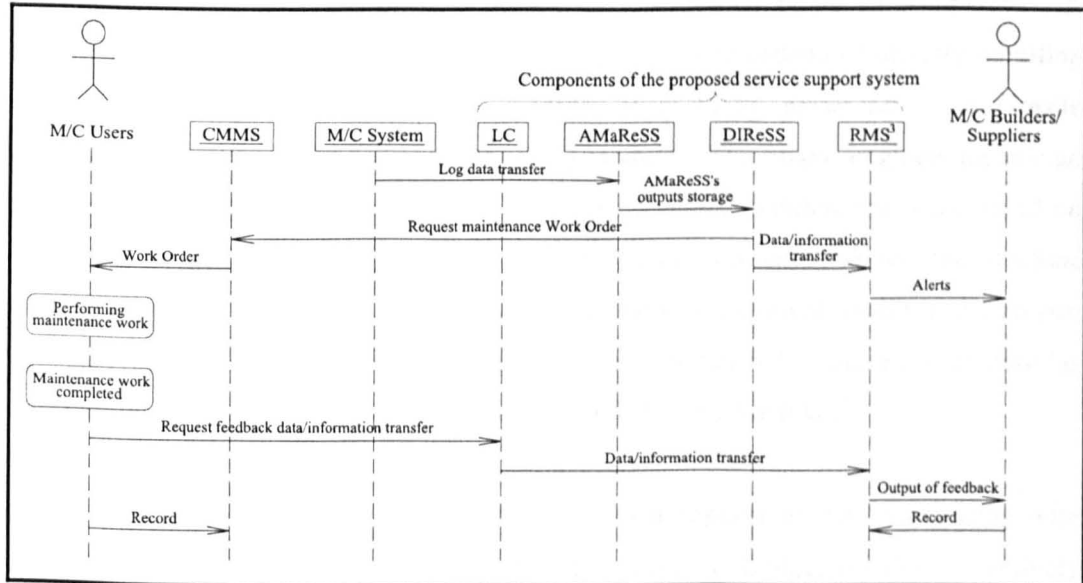 Components of the proposed service support system
M/C Users
CMMS
M/C System
LC
AMaReSS
DIReSS
RMS³
M/C Builders/
Suppliers
Log data transfer
AMaReSS's
outputs storage
Request maintenance Work Order
Data/information
transfer
Work Order
Alerts
Performing
maintenance work
Maintenance work
completed
Request feedback data/information transfer
Data/information transfer
Output of feedback
Record
Record